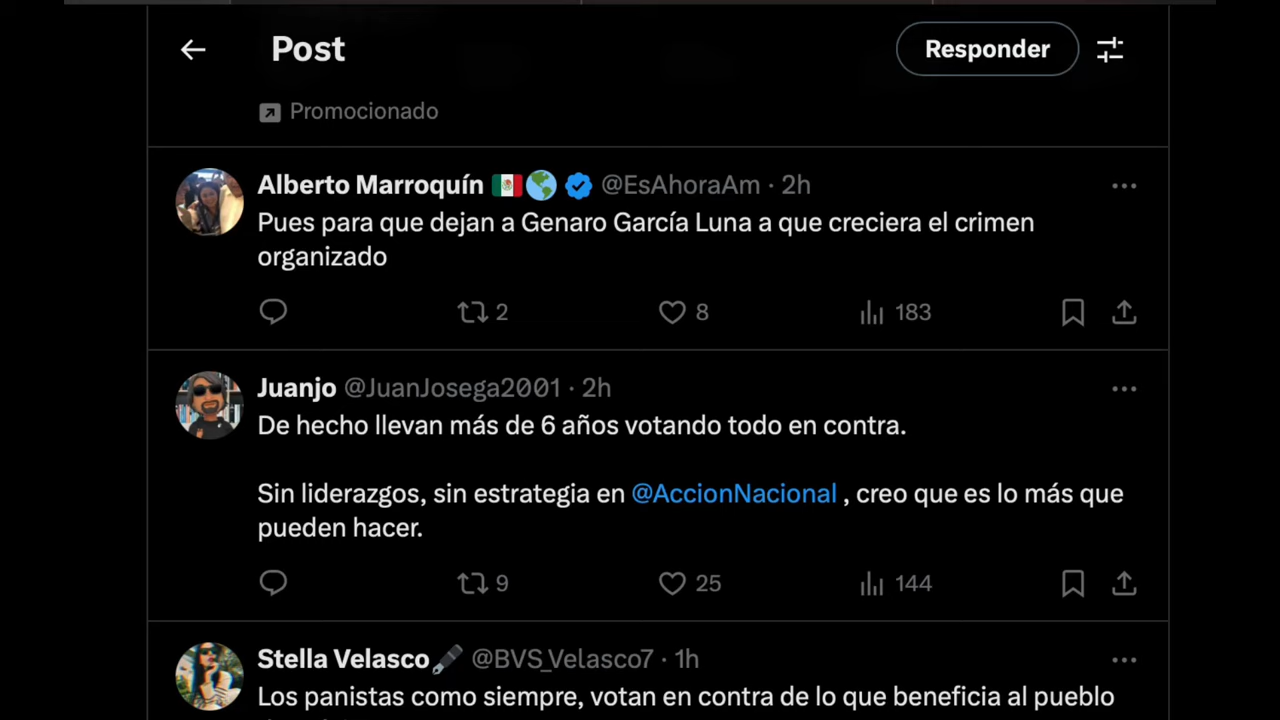 Post
Responder
Promocionado
Alberto Marroquín @EsAhoraAm · 2h
Pues para que dejan a Genaro García Luna a que creciera el crimen
organizado
2 8 183
Juanjo @JuanJosega2001 · 2h
De hecho llevan más de 6 años votando todo en contra.
Sin liderazgos, sin estrategia en @AccionNacional , creo que es lo más que
pueden hacer.
9 25 144
Stella Velasco @BVS_Velasco7 · 1h
Los panistas como siempre, votan en contra de lo que beneficia al pueblo